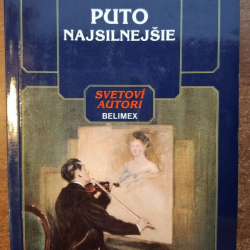 PUTO
NAJSILNEJŠIE
SVETOVÍ
AUTORI
BELIMEX